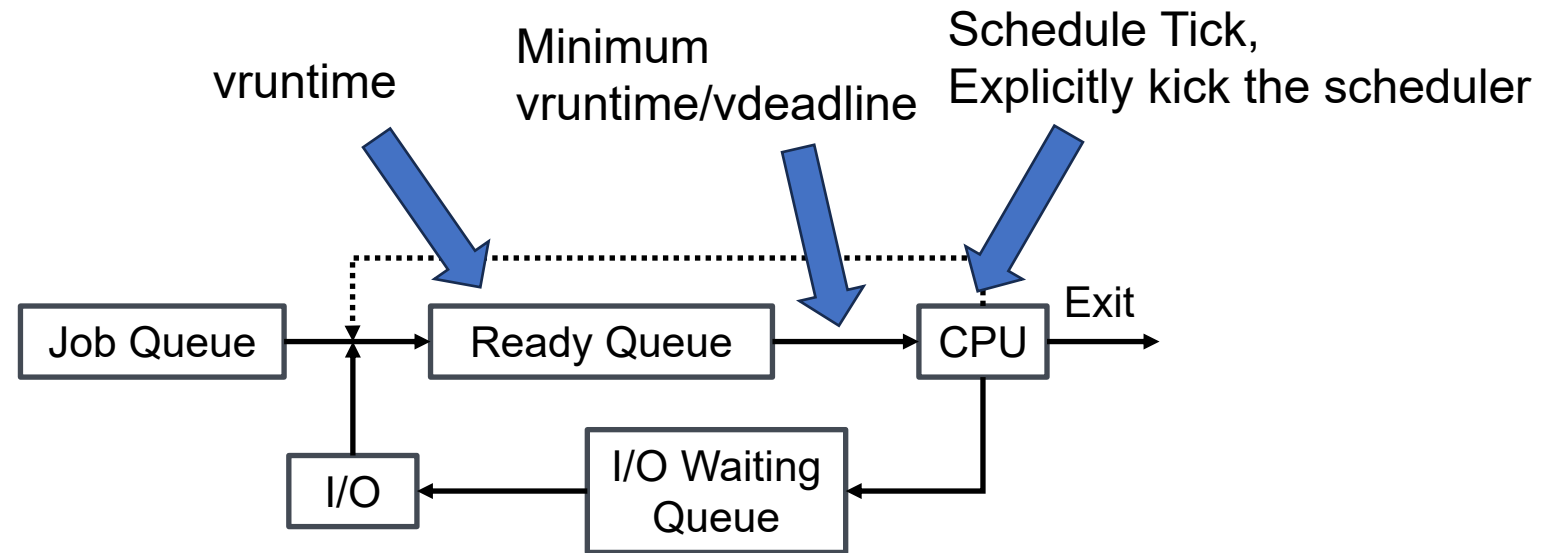 vruntime
Minimum
vruntime/vdeadline
Schedule Tick,
Explicitly kick the scheduler
Job Queue
Ready Queue
CPU
Exit
I/O
I/O Waiting
Queue